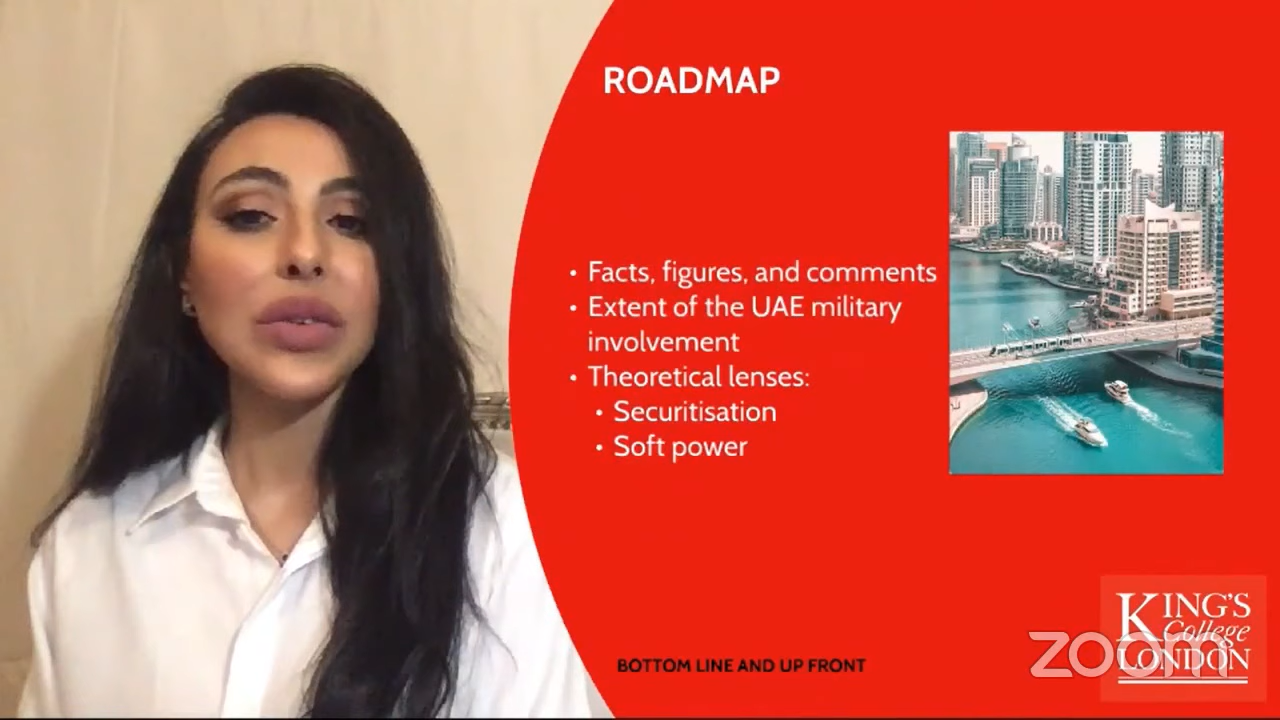 ROADMAP
• Facts, figures, and comments
• Extent of the UAE military
involvement
• Theoretical lenses:
• Securitisation
• Soft power
BOTTOM LINE AND UP FRONT
KING'S
College
LONDON
zoom